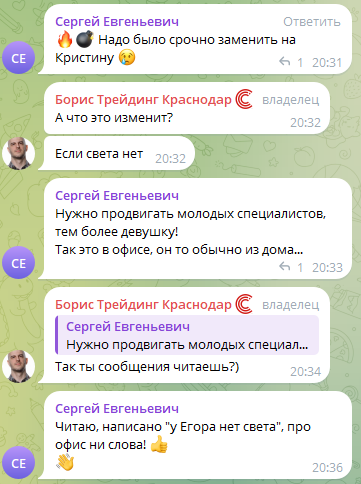 Сергей Евгеньевич Ответить
🔥💣 Надо было срочно заменить на
Кристину 😢
1 20:31
СЕ
Борис Трейдинг Краснодар владелец
А что это изменит?
20:32
Если света нет 20:32
Сергей Евгеньевич
Нужно продвигать молодых специалистов,
тем более девушку!
Так это в офисе, он то обычно из дома...
1 20:33
СЕ
Борис Трейдинг Краснодар владелец
Сергей Евгеньевич
Нужно продвигать молодых специал...
Так ты сообщения читаешь?)
20:34
Сергей Евгеньевич
Читаю, написано "у Егора нет света", про
офис ни слова! 👍
👋
20:36
СЕ